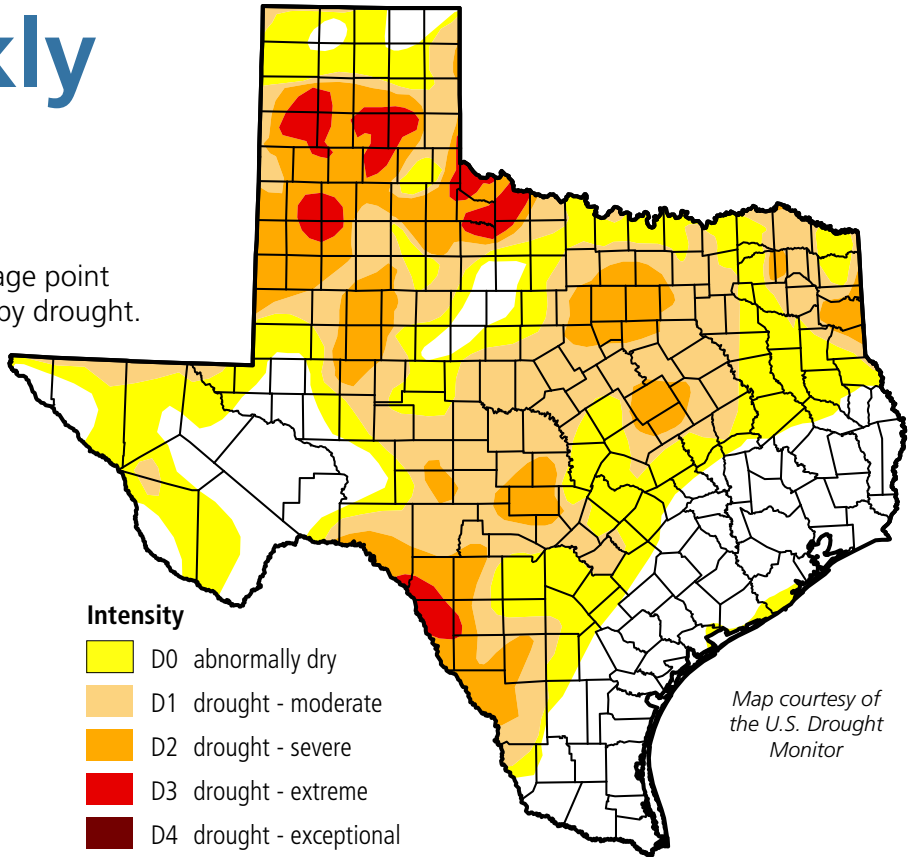 kly
age point
by drought.
Intensity
D0 abnormally dry
D1 drought - moderate
D2 drought - severe
D3 drought - extreme
D4 drought - exceptional
Map courtesy of
the U.S. Drought
Monitor